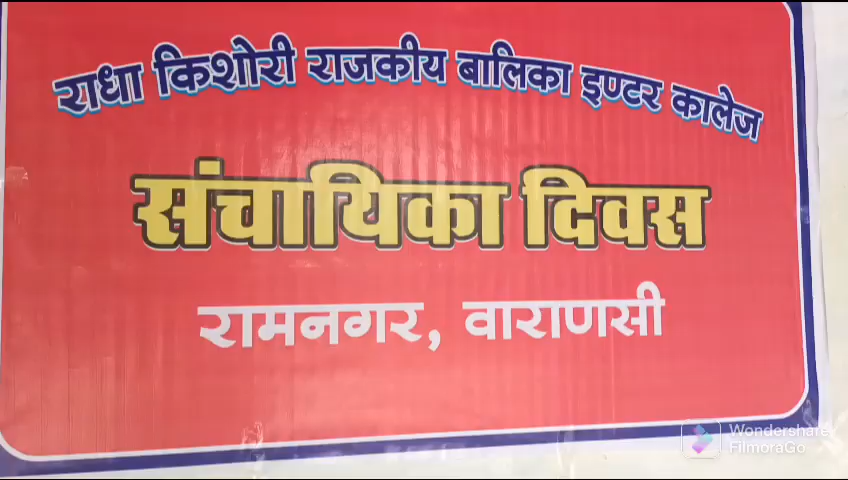 राधा किशोरी राजकीय बालिका इण्टर कालेज
संचायिका दिवस
रामनगर, वाराणसी
Wondershare
FilmoraGo